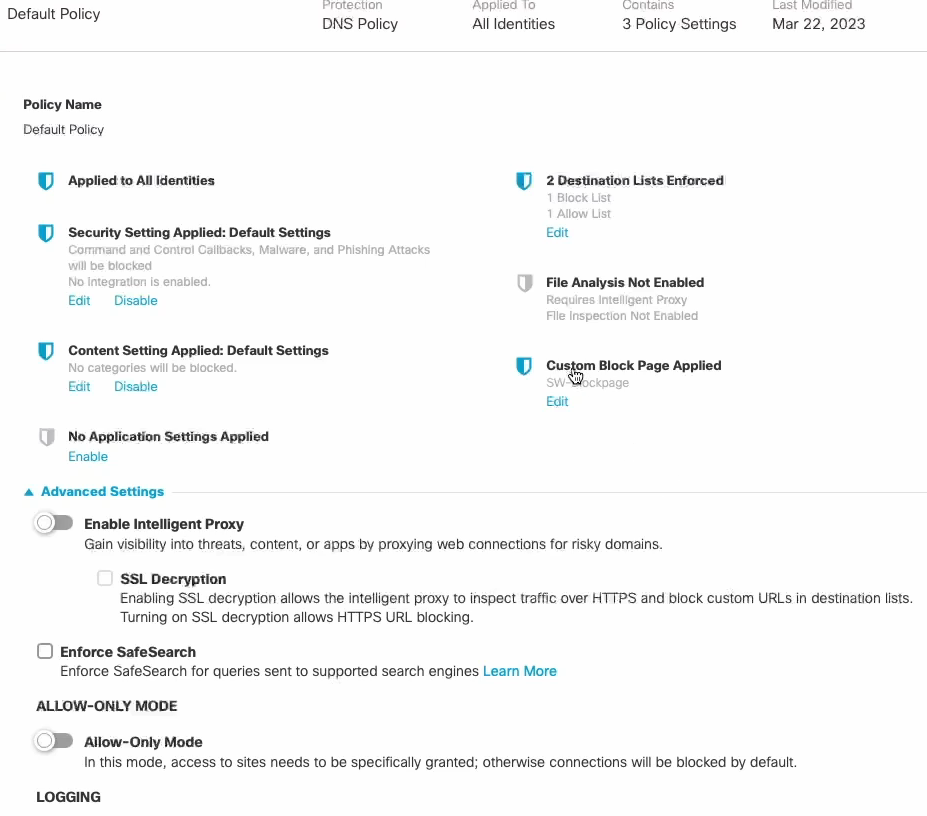 Default Policy
Protection
DNS Policy
Applied To
All Identities
Contains
3 Policy Settings
Last Modified
Mar 22, 2023
Policy Name
Default Policy
Applied to All Identities
Security Setting Applied: Default Settings
Command and Control Callbacks, Malware, and Phishing Attacks
will be blocked
No integration is enabled.
Edit Disable
Content Setting Applied: Default Settings
No categories will be blocked.
Edit Disable
No Application Settings Applied
Enable
2 Destination Lists Enforced
1 Block List
1 Allow List
Edit
File Analysis Not Enabled
Requires Intelligent Proxy
File Inspection Not Enabled
Custom Block Page Applied
SW-Blockpage
Edit
Advanced Settings
Enable Intelligent Proxy
Gain visibility into threats, content, or apps by proxying web connections for risky domains.
SSL Decryption
Enabling SSL decryption allows the intelligent proxy to inspect traffic over HTTPS and block custom URLs in destination lists.
Turning on SSL decryption allows HTTPS URL blocking.
Enforce SafeSearch
Enforce SafeSearch for queries sent to supported search engines Learn More
ALLOW-ONLY MODE
Allow-Only Mode
In this mode, access to sites needs to be specifically granted; otherwise connections will be blocked by default.
LOGGING